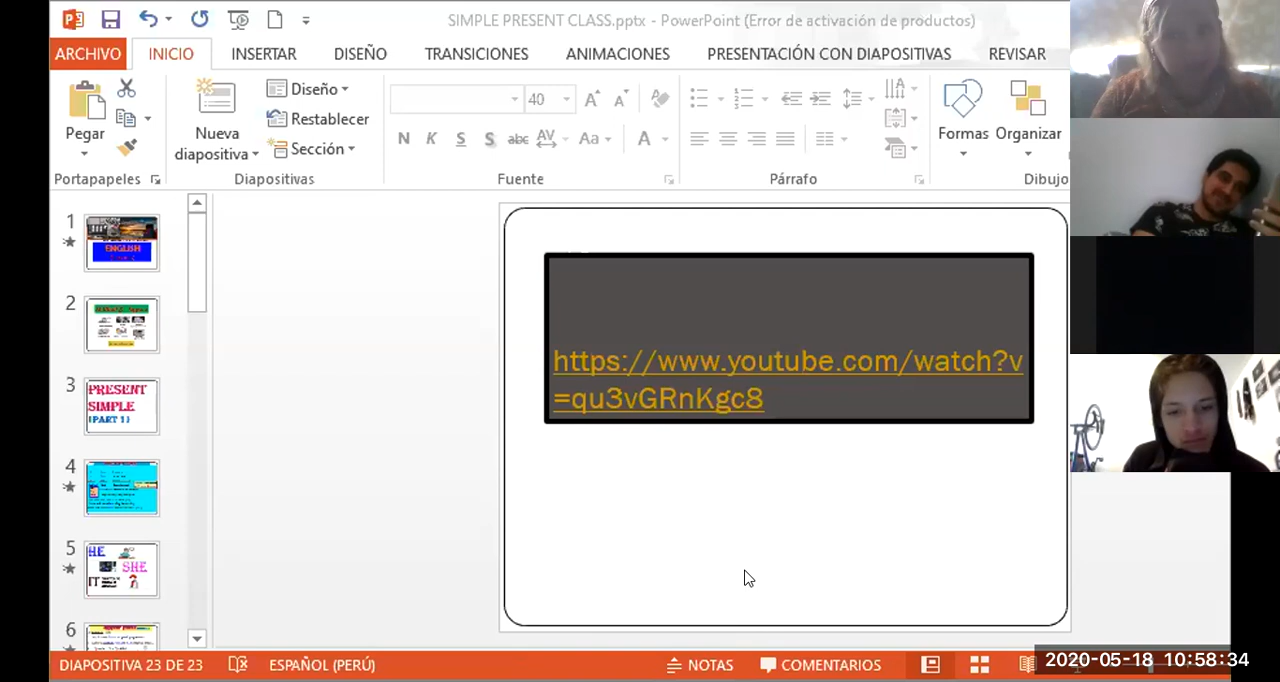 SIMPLE PRESENT CLASS.pptx - PowerPoint (Error de activación de productos)
ARCHIVO INICIO INSERTAR DISEÑO TRANSICIONES ANIMACIONES PRESENTACIÓN CON DIAPOSITIVAS REVISAR
Pegar
Nueva diapositiva
Diseño
Restablecer
Sección
40
N K S S abc AV Aa A
Formas Organizar
Portapapeles Diapositivas Fuente Párrafo Dibujo
1
ENGLISH
2
3
PRESENT
SIMPLE
(PART 1)
4
5
HE
SHE
IT
6
https://www.youtube.com/watch?v
=qu3vGRnKgc8
DIAPOSITIVA 23 DE 23 ESPAÑOL (PERÚ) NOTAS COMENTARIOS
2020-05-18 10:58:34